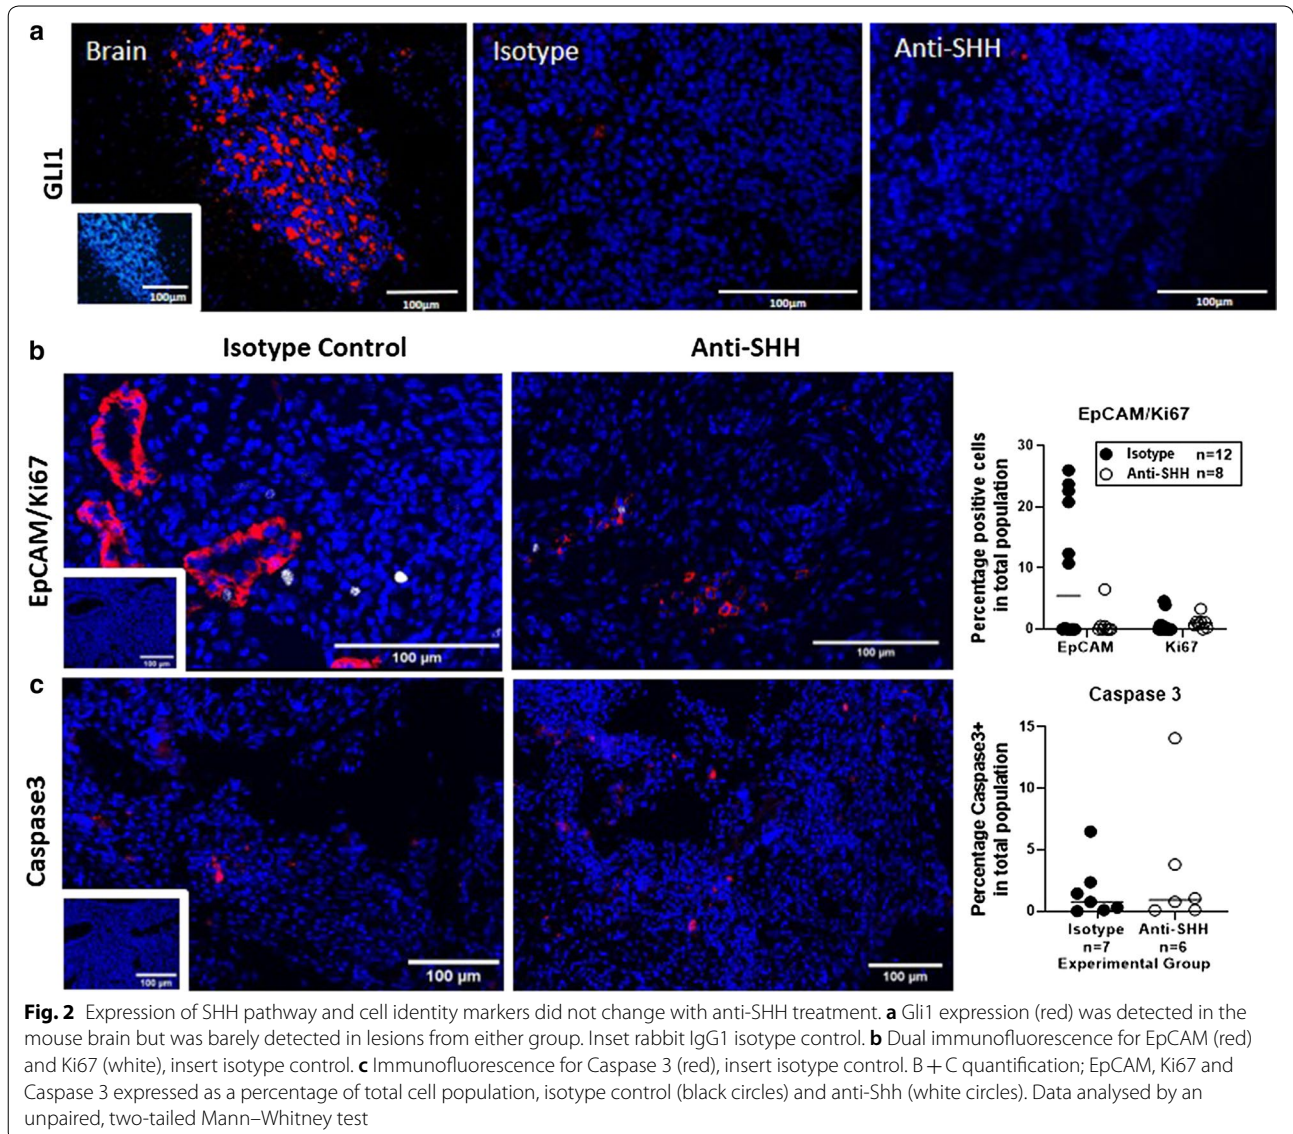 a
Brain
Isotype
Anti-SHH
GLI1
100µm
100µm
100µm
100µm
b
Isotype Control
Anti-SHH
EpCAM/Ki67
100 µm
100 µm
100 µm
EpCAM/Ki67
Percentage positive cells
in total population
30
20
10
0
Isotype n=12
Anti-SHH n=8
EpCAM
Ki67
c
Caspase3
100 µm
100 µm
100 µm
Caspase 3
Percentage Caspase3+
in total population
15
10
5
0
Isotype Anti-SHH
n=7 n=6
Experimental Group
Fig. 2 Expression of SHH pathway and cell identity markers did not change with anti-SHH treatment. a Gli1 expression (red) was detected in the
mouse brain but was barely detected in lesions from either group. Inset rabbit IgG1 isotype control. b Dual immunofluorescence for EpCAM (red)
and Ki67 (white), insert isotype control. c Immunofluorescence for Caspase 3 (red), insert isotype control. B + C quantification; EpCAM, Ki67 and
Caspase 3 expressed as a percentage of total cell population, isotype control (black circles) and anti-Shh (white circles). Data analysed by an
unpaired, two-tailed Mann–Whitney test